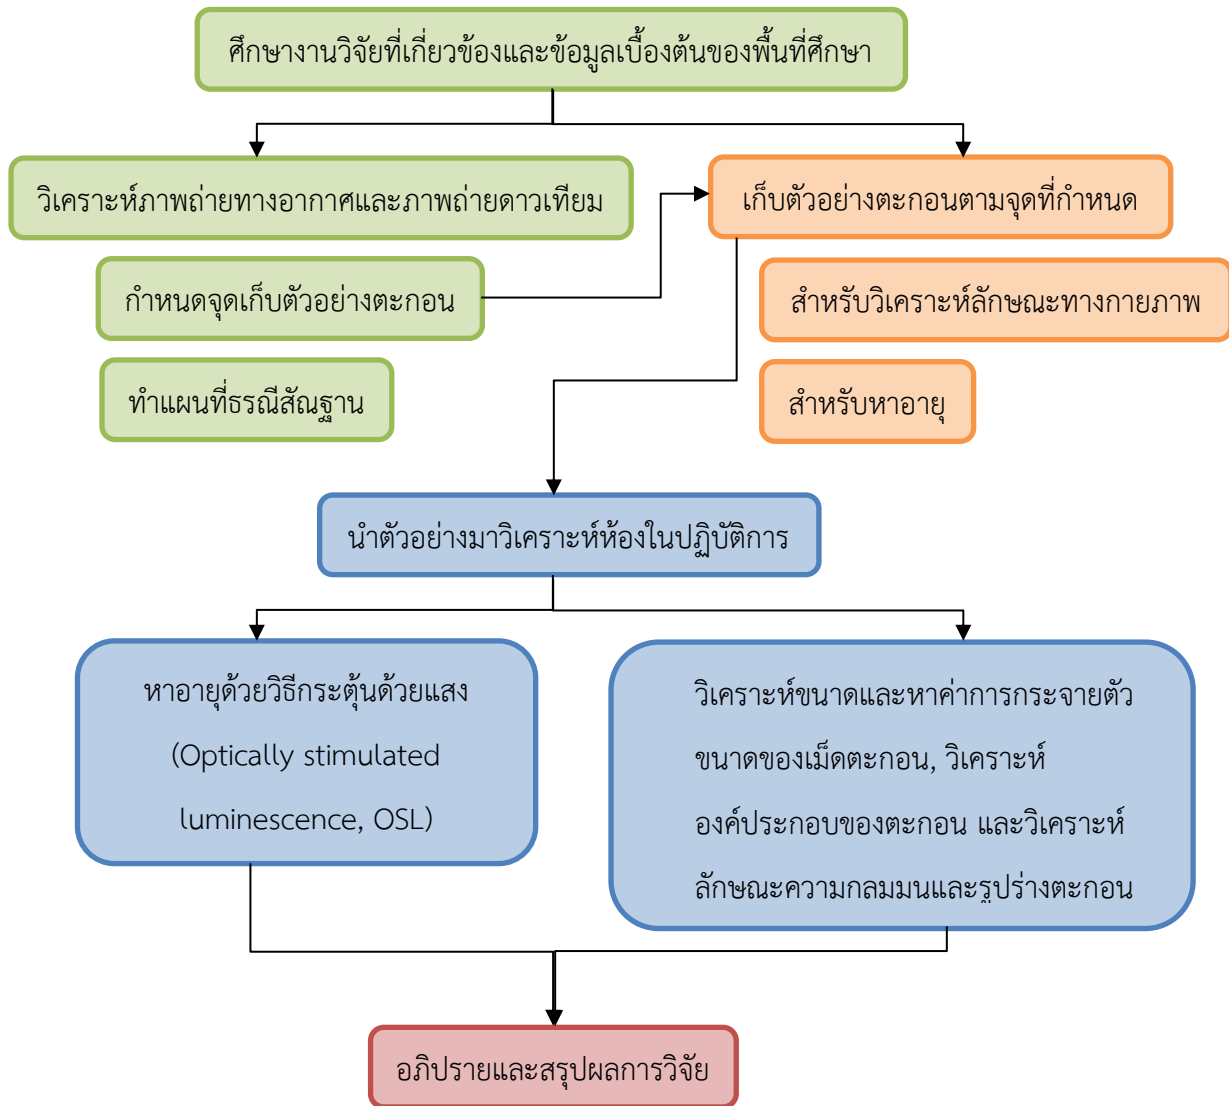 ศึกษางานวิจัยที่เกี่ยวข้องและข้อมูลเบื้องต้นของพื้นที่ศึกษา
วิเคราะห์ภาพถ่ายทางอากาศและภาพถ่ายดาวเทียม
กำหนดจุดเก็บตัวอย่างตะกอน
ทำแผนที่ธรณีสัณฐาน
เก็บตัวอย่างตะกอนตามจุดที่กำหนด
สำหรับวิเคราะห์ลักษณะทางกายภาพ
สำหรับหาอายุ
นำตัวอย่างมาวิเคราะห์ห้องในปฏิบัติการ
หาอายุด้วยวิธีกระตุ้นด้วยแสง
(Optically stimulated
luminescence, OSL)
วิเคราะห์ขนาดและหาค่าการกระจายตัว
ขนาดของเม็ดตะกอน, วิเคราะห์
องค์ประกอบของตะกอน และวิเคราะห์
ลักษณะความกลมมนและรูปร่างตะกอน
อภิปรายและสรุปผลการวิจัย